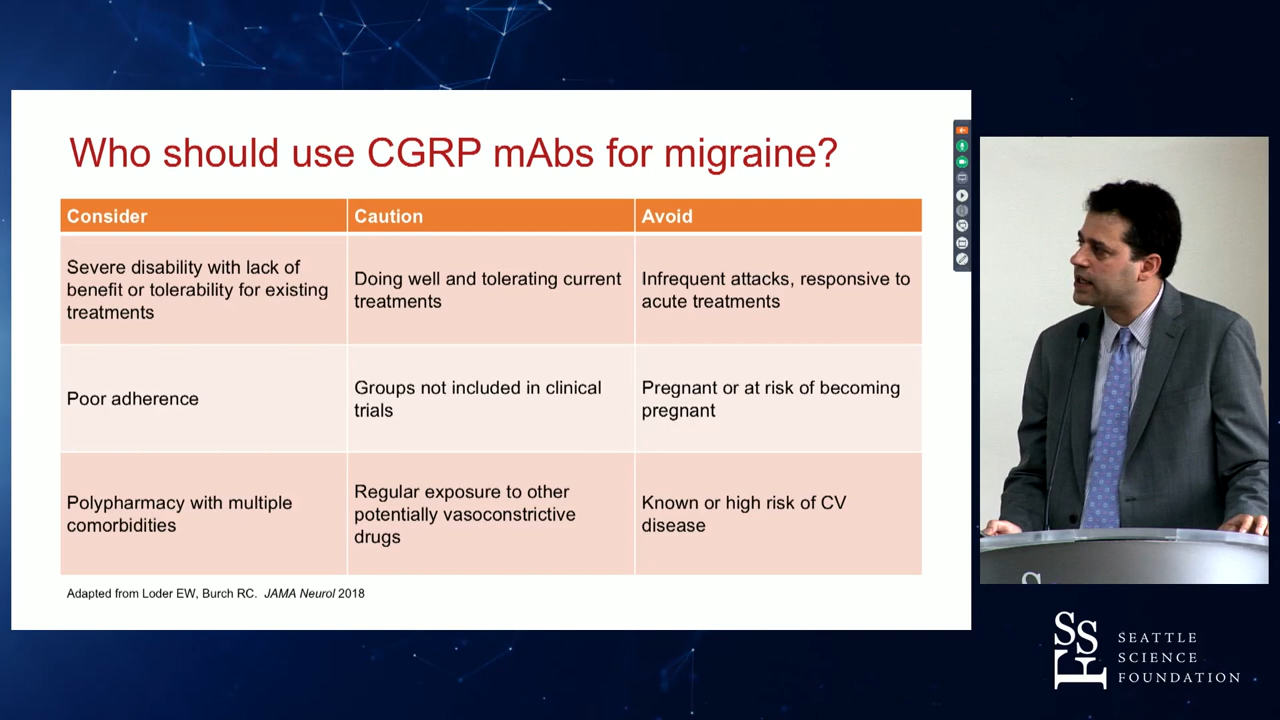 Who should use CGRP mAbs for migraine?
Consider
Caution
Avoid
Severe disability with lack of
benefit or tolerability for existing
treatments
Doing well and tolerating current
treatments
Infrequent attacks, responsive to
acute treatments
Poor adherence
Groups not included in clinical
trials
Pregnant or at risk of becoming
pregnant
Polypharmacy with multiple
comorbidities
Regular exposure to other
potentially vasoconstrictive
drugs
Known or high risk of CV
disease
Adapted from Loder EW, Burch RC. JAMA Neurol 2018
S
SSF
SEATTLE
SCIENCE
FOUNDATION